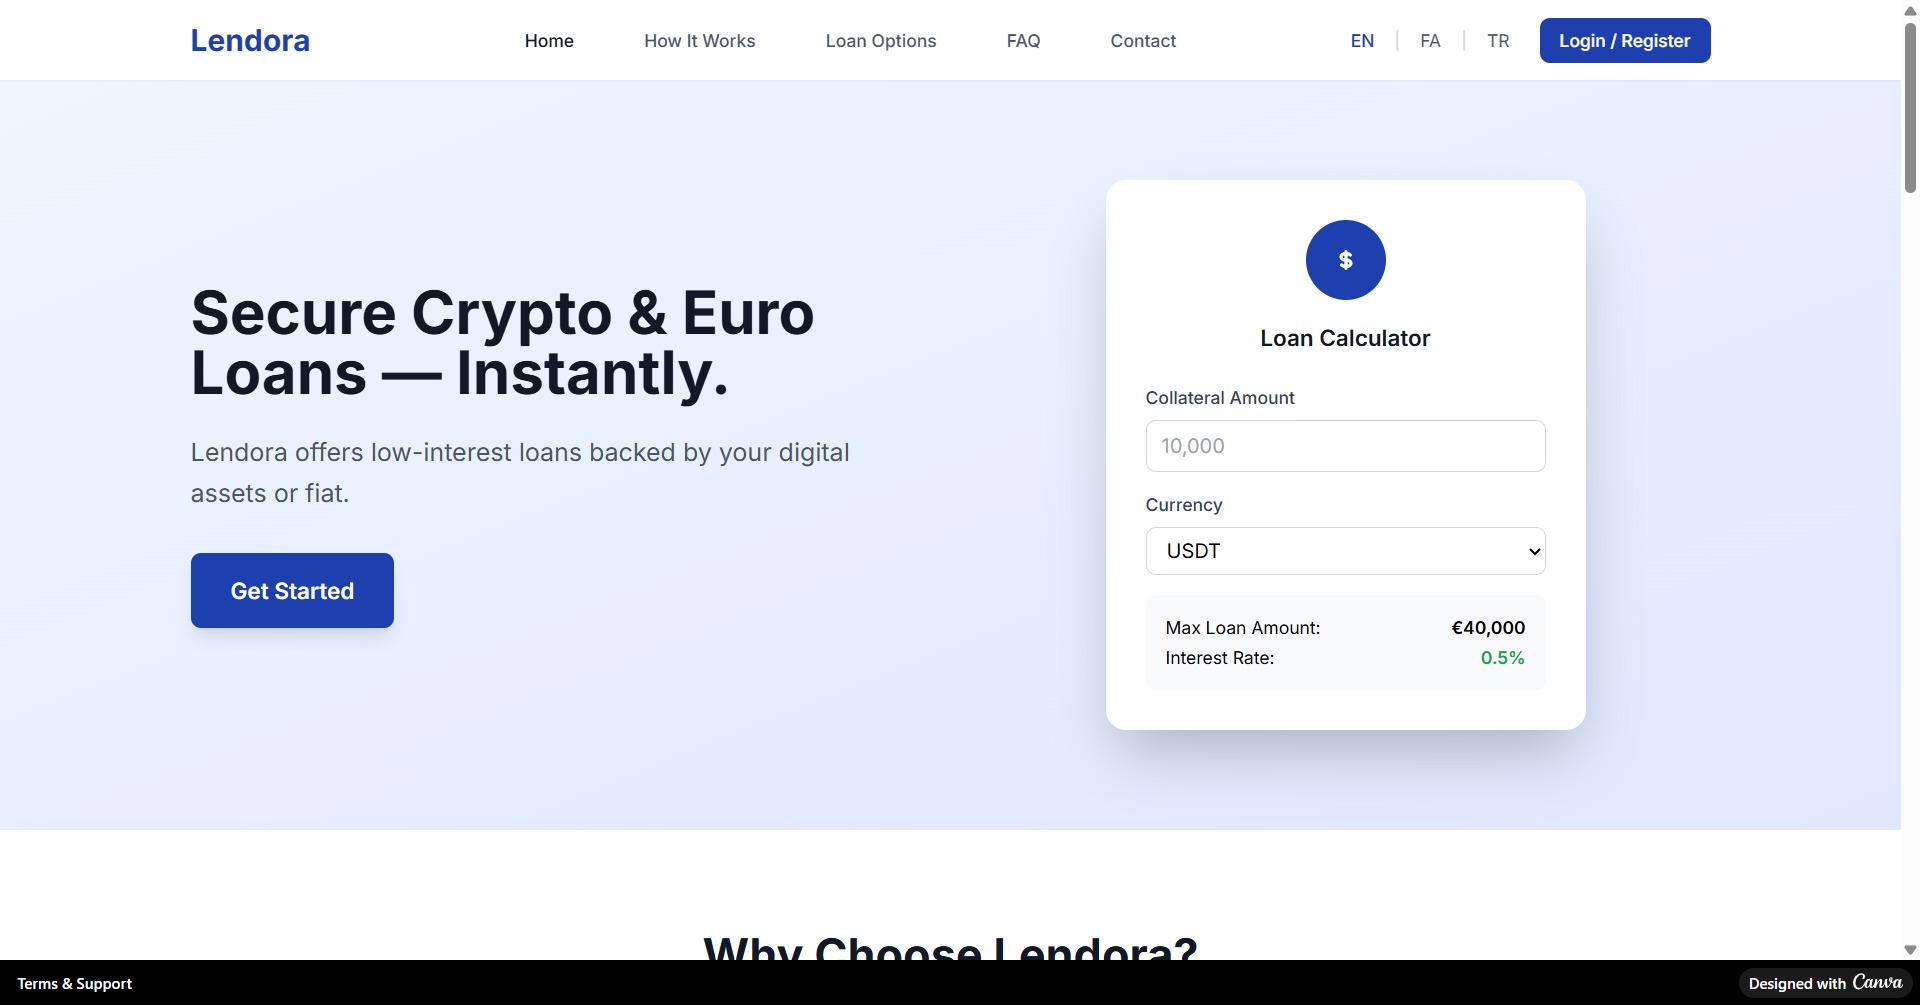 Lendora
Home
How It Works
Loan Options
FAQ
Contact
EN | FA | TR
Login / Register
Secure Crypto & Euro
Loans — Instantly.
Lendora offers low-interest loans backed by your digital
assets or fiat.
Get Started
$
Loan Calculator
Collateral Amount
10,000
Currency
USDT
Max Loan Amount: €40,000
Interest Rate: 0.5%
Why Choose Lendora?
Terms & Support
Designed with Canva